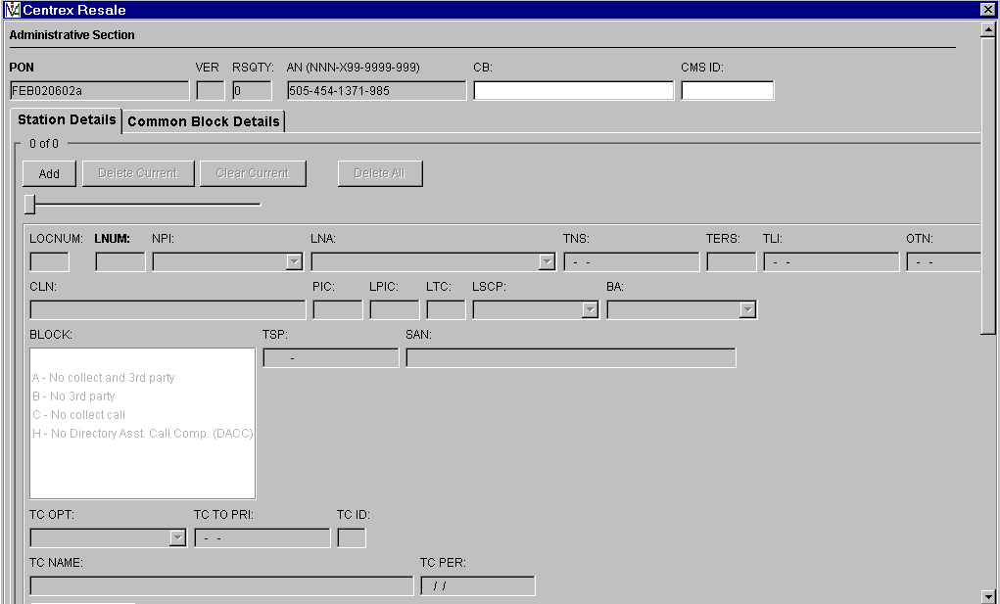 Centrex Resale
Administrative Section
PON VER RSQTY: AN (NNN-X99-9999-999) CB: CMS ID:
FEB020602a 0 505-454-1371-985
Station Details Common Block Details
0 of 0
Add Delete Current Clear Current Delete All
LOCNUM: LNUM: NPI: LNA: TNS: TERS: TLI: OTN:
- - - - - -
CLN: PIC: LPIC: LTC: LSCP: BA:
BLOCK: TSP: SAN:
-
A - No collect and 3rd party
B - No 3rd party
C - No collect call
H - No Directory Asst. Call Comp. (DACC)
TC OPT: TC TO PRI: TC ID:
- -
TC NAME: TC PER:
/ /